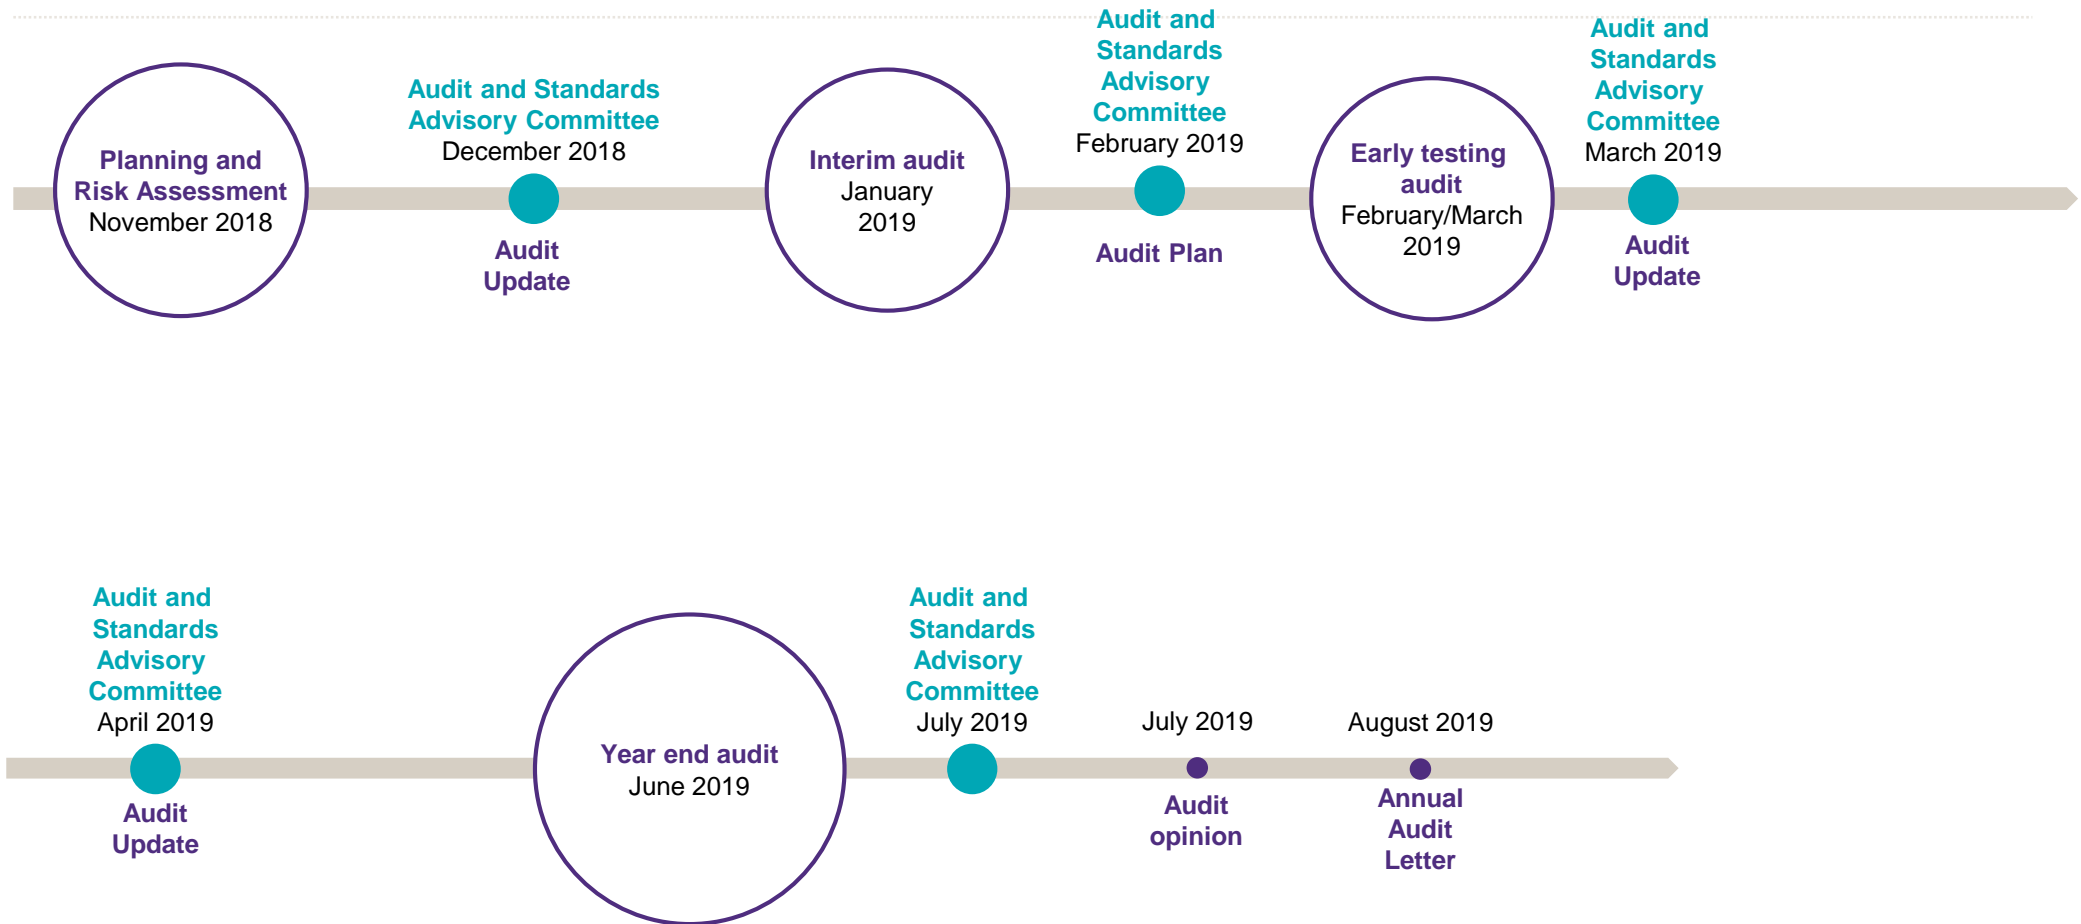 Planning and
Risk Assessment
November 2018
Audit and Standards
Advisory Committee
December 2018
Audit
Update
Interim audit
January
2019
Audit and
Standards
Advisory
Committee
February 2019
Audit Plan
Early testing
audit
February/March
2019
Audit and
Standards
Advisory
Committee
March 2019
Audit
Update
Audit and
Standards
Advisory
Committee
April 2019
Audit
Update
Year end audit
June 2019
Audit and
Standards
Advisory
Committee
July 2019
July 2019
Audit
opinion
August 2019
Annual
Audit
Letter